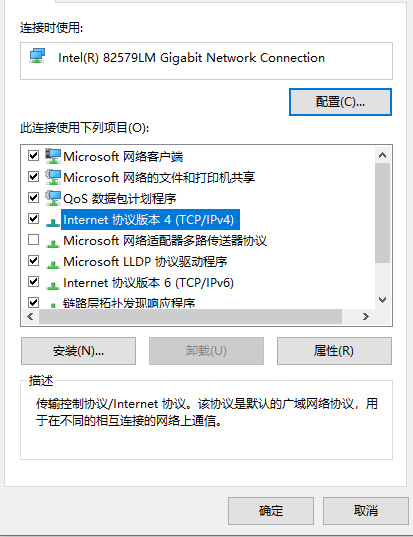 连接时使用:
Intel(R) 82579LM Gigabit Network Connection
配置(C)...
此连接使用下列项目(O):
Microsoft 网络客户端
Microsoft 网络的文件和打印机共享
QoS 数据包计划程序
Internet 协议版本 4 (TCP/IPv4)
Microsoft 网络适配器多路传送器协议
Microsoft LLDP 协议驱动程序
Internet 协议版本 6 (TCP/IPv6)
链路层拓扑发现响应程序
安装(N)... 卸载(U) 属性(R)
描述
传输控制协议/Internet 协议。该协议是默认的广域网络协议，用
于在不同的相互连接的网络上通信。
确定 取消